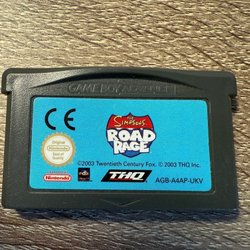 GAME BOY ADVANCE
CE
The
Simpsons
ROAD
RAGE
©2003 Twentieth Century Fox. © 2003 THQ Inc.
Nintendo
THQ
AGB-A4AP-UKV